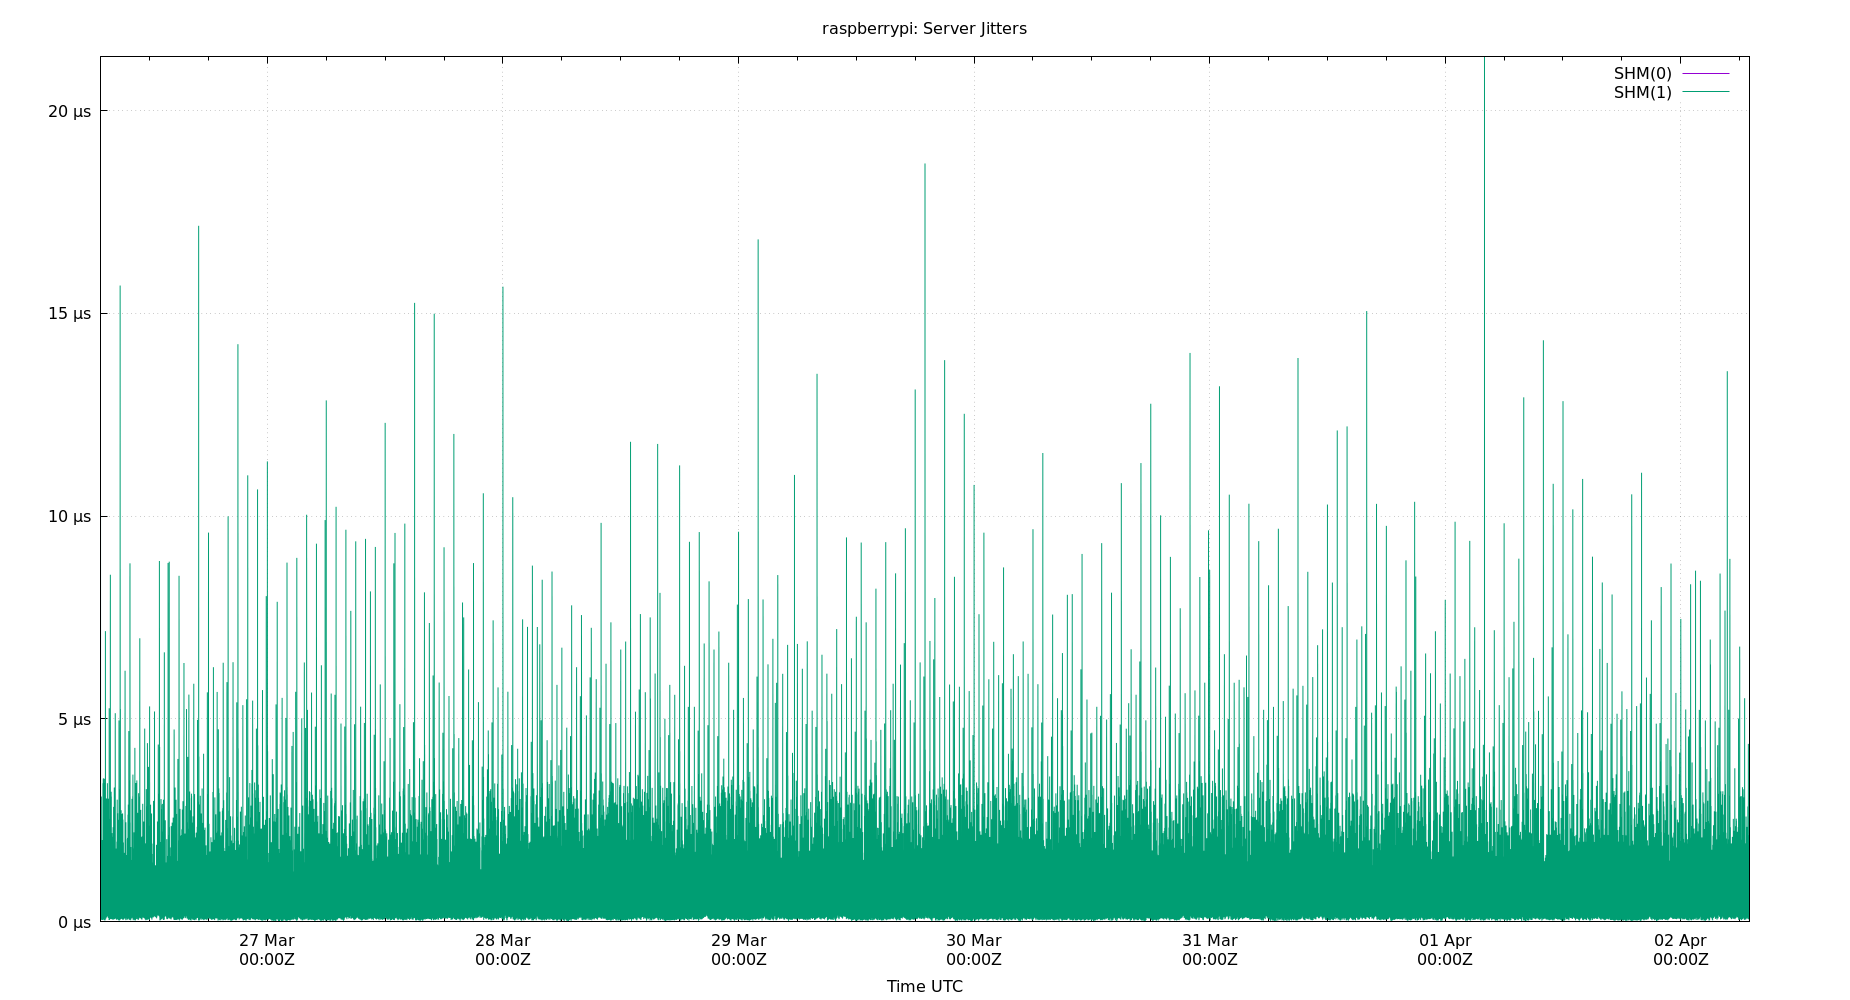 raspberrypi: Server Jitters
SHM(0)
SHM(1)
20 µs
15 µs
10 µs
5 µs
0 µs
27 Mar 28 Mar 29 Mar 30 Mar 31 Mar 01 Apr 02 Apr
00:00Z 00:00Z 00:00Z 00:00Z 00:00Z 00:00Z 00:00Z
Time UTC